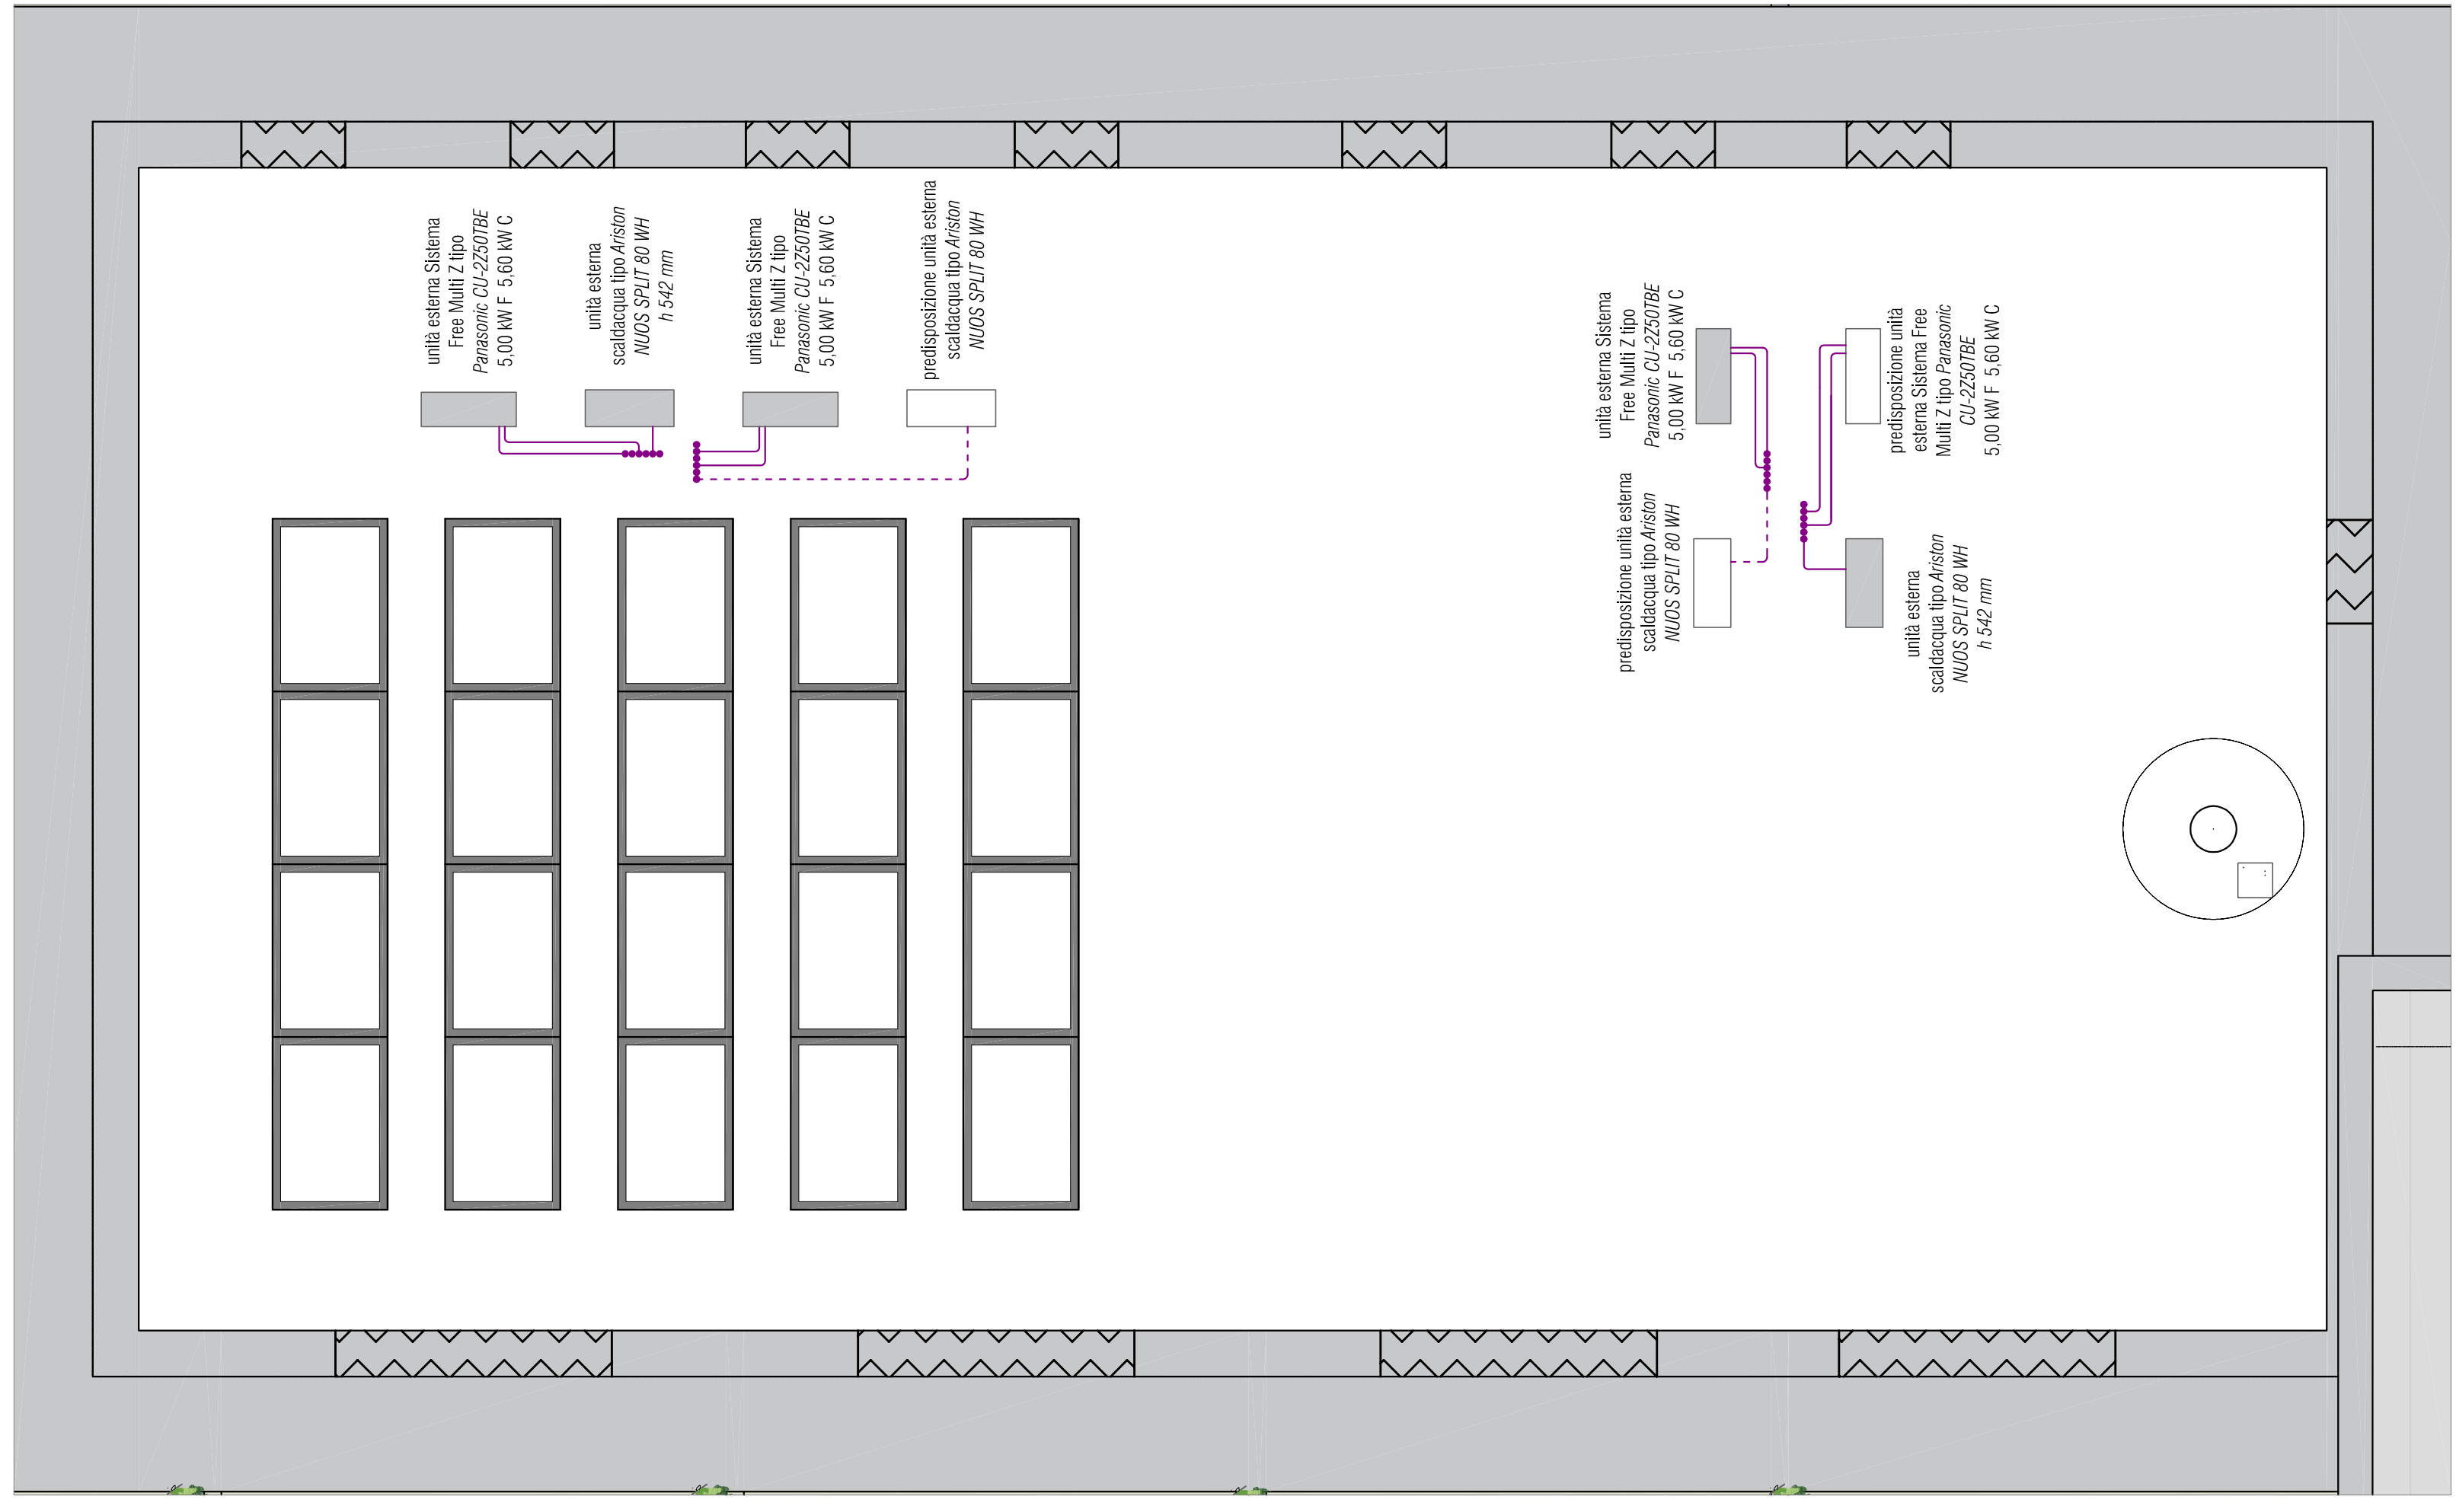 unità esterna Sistema
Free Multi Z tipo
Panasonic CU-2Z50TBE
5,00 kW F 5,60 kW C
unità esterna
scaldacqua tipo Ariston
NUOS SPLIT 80 WH
h 542 mm
unità esterna Sistema
Free Multi Z tipo
Panasonic CU-2Z50TBE
5,00 kW F 5,60 kW C
predisposizione unità esterna
scaldacqua tipo Ariston
NUOS SPLIT 80 WH
unità esterna Sistema
Free Multi Z tipo
Panasonic CU-2Z50TBE
5,00 kW F 5,60 kW C
predisposizione unità
esterna Sistema Free
Multi Z tipo Panasonic
CU-2Z50TBE
5,00 kW F 5,60 kW C
predisposizione unità esterna
scaldacqua tipo Ariston
NUOS SPLIT 80 WH
unità esterna
scaldacqua tipo Ariston
NUOS SPLIT 80 WH
h 542 mm